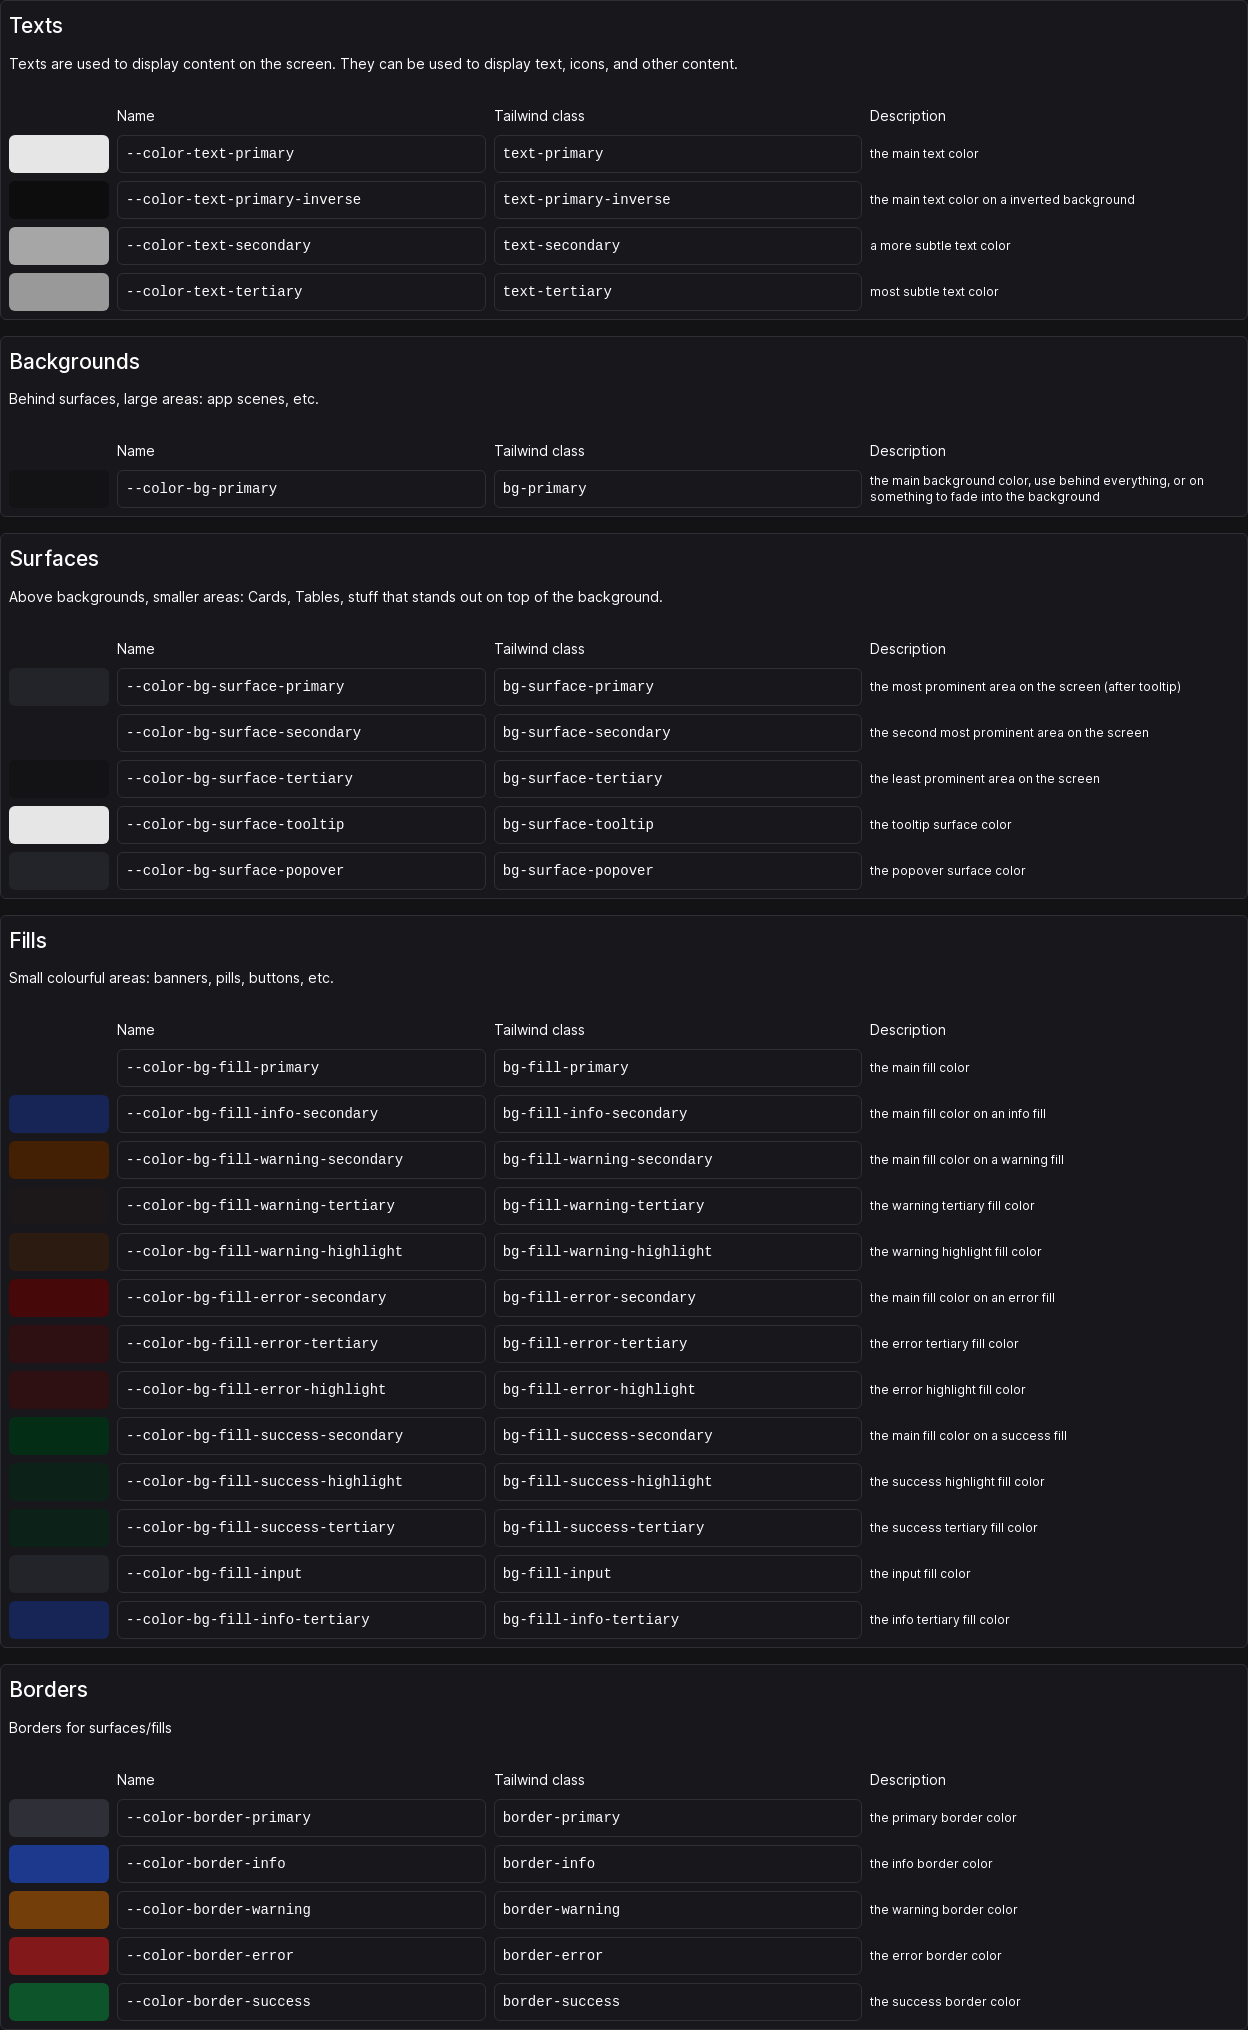 Texts
Texts are used to display content on the screen. They can be used to display text, icons, and other content.
Name Tailwind class Description
--color-text-primary text-primary the main text color
--color-text-primary-inverse text-primary-inverse the main text color on a inverted background
--color-text-secondary text-secondary a more subtle text color
--color-text-tertiary text-tertiary most subtle text color
Backgrounds
Behind surfaces, large areas: app scenes, etc.
Name Tailwind class Description
--color-bg-primary bg-primary the main background color, use behind everything, or on
something to fade into the background
Surfaces
Above backgrounds, smaller areas: Cards, Tables, stuff that stands out on top of the background.
Name Tailwind class Description
--color-bg-surface-primary bg-surface-primary the most prominent area on the screen (after tooltip)
--color-bg-surface-secondary bg-surface-secondary the second most prominent area on the screen
--color-bg-surface-tertiary bg-surface-tertiary the least prominent area on the screen
--color-bg-surface-tooltip bg-surface-tooltip the tooltip surface color
--color-bg-surface-popover bg-surface-popover the popover surface color
Fills
Small colourful areas: banners, pills, buttons, etc.
Name Tailwind class Description
--color-bg-fill-primary bg-fill-primary the main fill color
--color-bg-fill-info-secondary bg-fill-info-secondary the main fill color on an info fill
--color-bg-fill-warning-secondary bg-fill-warning-secondary the main fill color on a warning fill
--color-bg-fill-warning-tertiary bg-fill-warning-tertiary the warning tertiary fill color
--color-bg-fill-warning-highlight bg-fill-warning-highlight the warning highlight fill color
--color-bg-fill-error-secondary bg-fill-error-secondary the main fill color on an error fill
--color-bg-fill-error-tertiary bg-fill-error-tertiary the error tertiary fill color
--color-bg-fill-error-highlight bg-fill-error-highlight the error highlight fill color
--color-bg-fill-success-secondary bg-fill-success-secondary the main fill color on a success fill
--color-bg-fill-success-highlight bg-fill-success-highlight the success highlight fill color
--color-bg-fill-success-tertiary bg-fill-success-tertiary the success tertiary fill color
--color-bg-fill-input bg-fill-input the input fill color
--color-bg-fill-info-tertiary bg-fill-info-tertiary the info tertiary fill color
Borders
Borders for surfaces/fills
Name Tailwind class Description
--color-border-primary border-primary the primary border color
--color-border-info border-info the info border color
--color-border-warning border-warning the warning border color
--color-border-error border-error the error border color
--color-border-success border-success the success border color